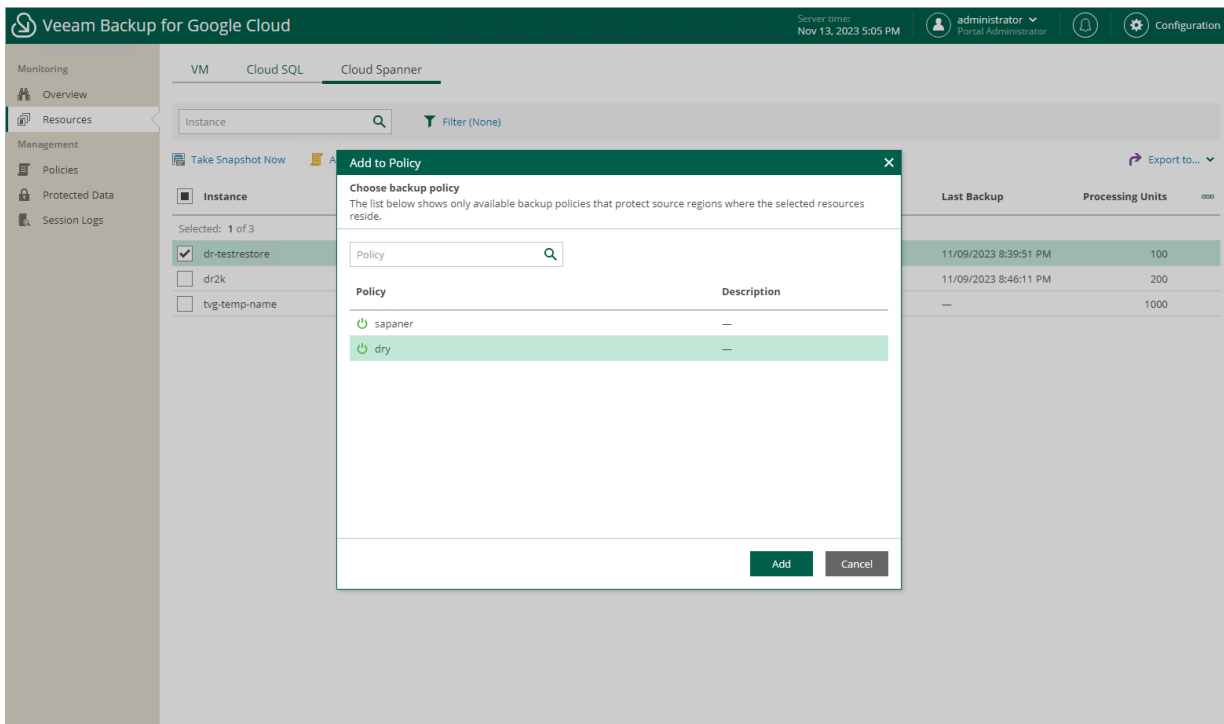 Veeam Backup for Google Cloud
Server time:
Nov 13, 2023 5:05 PM
administrator
Portal Administrator
Configuration
Monitoring
Overview
Resources
Management
Policies
Protected Data
Session Logs
VM Cloud SQL Cloud Spanner
Instance Filter (None)
Take Snapshot Now A Export to...
Instance Last Backup Processing Units
Selected: 1 of 3
dr-testrestore 11/09/2023 8:39:51 PM 100
dr2k 11/09/2023 8:46:11 PM 200
tvg-temp-name — 1000
Add to Policy
Choose backup policy
The list below shows only available backup policies that protect source regions where the selected resources
reside.
Policy
Policy Description
sapaner —
dry —
Add Cancel